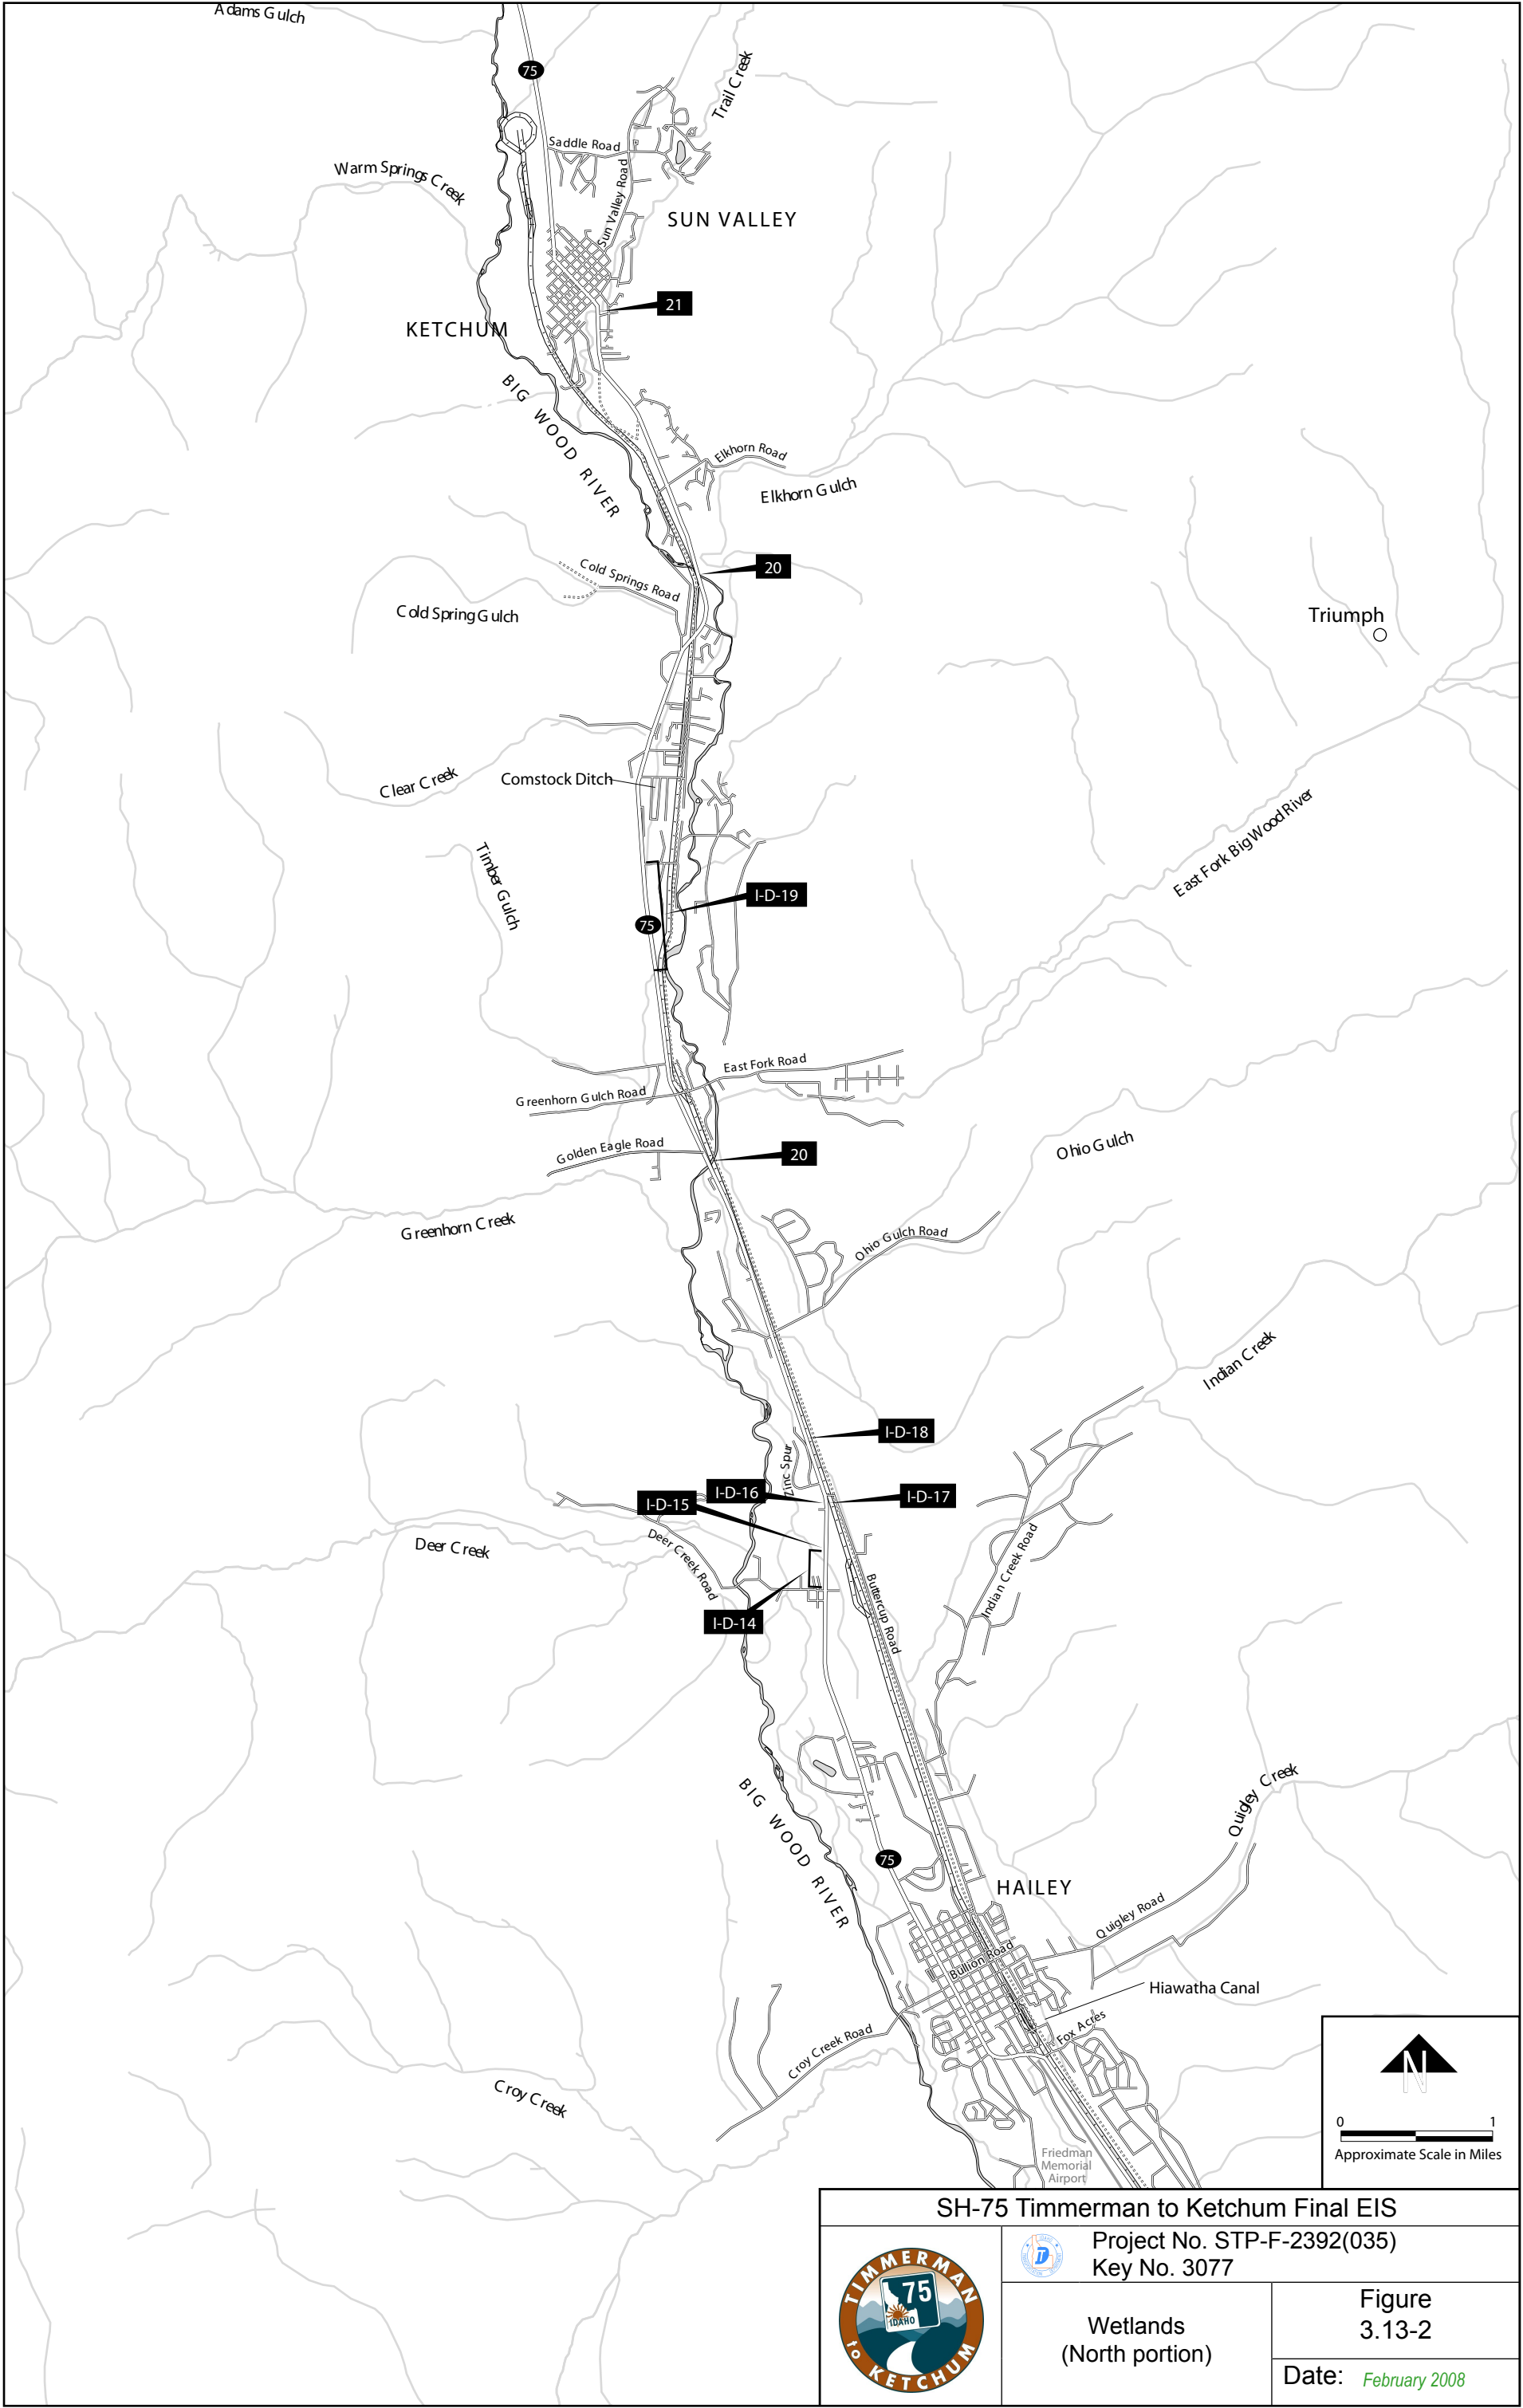 Adams Gulch
75
Trail Creek
Saddle Road
Warm Springs Creek
Sun Valley Road
SUN VALLEY
21
KETCHUM
BIG WOOD RIVER
Elkhorn Road
Elkhorn Gulch
20
Cold Springs Road
Cold Spring Gulch
Triumph
Clear Creek
Comstock Ditch
East Fork Big Wood River
Timber Gulch
I-D-19
75
East Fork Road
Greenhorn Gulch Road
Golden Eagle Road
20
Ohio Gulch
Greenhorn Creek
Ohio Gulch Road
Indian Creek
I-D-18
Zinc Spur
I-D-16
I-D-17
I-D-15
Deer Creek
Deer Creek Road
Indian Creek Road
Buttercup Road
I-D-14
BIG WOOD RIVER
Quigley Creek
75
HAILEY
Quigley Road
Bullion Road
Hiawatha Canal
Fox Acres
Croy Creek Road
Croy Creek
Friedman
Memorial
Airport
N
0 1
Approximate Scale in Miles
SH-75 Timmerman to Ketchum Final EIS
TIMMERMAN
75
IDAHO
to KETCHUM
Project No. STP-F-2392(035)
Key No. 3077
Wetlands
(North portion)
Figure
3.13-2
Date: February 2008